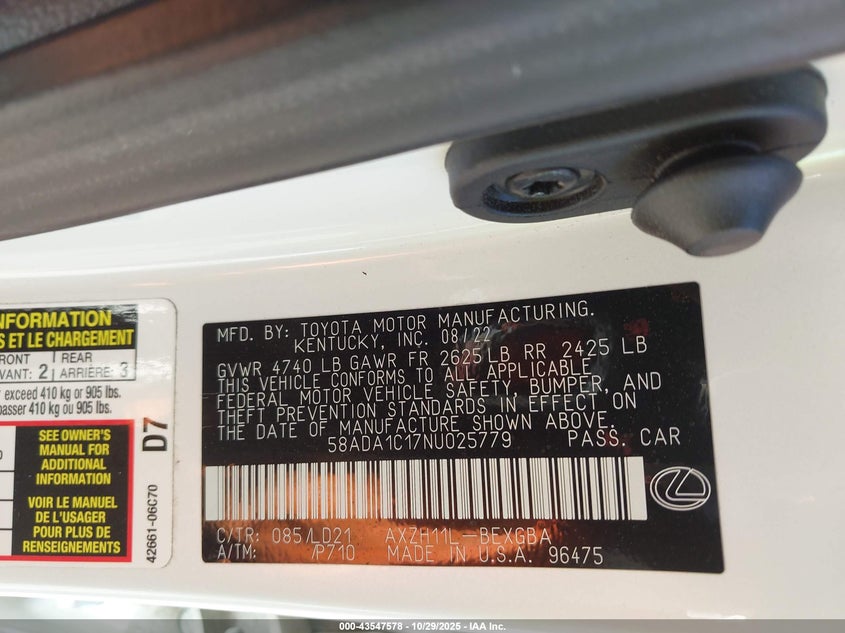 NFORMATION
S ET LE CHARGEMENT
RONT REAR
VANT: 2 ARRIÈRE: 3
exceed 410 kg or 905 lbs.
passer 410 kg ou 905 lbs.
SEE OWNER'S
MANUAL FOR
ADDITIONAL
INFORMATION
VOIR LE MANUEL
DE L'USAGER
POUR PLUS DE
RENSEIGNEMENTS
D7
42661-06C70
MFD. BY: TOYOTA MOTOR MANUFACTURING.
KENTUCKY, INC. 08/22
GVWR 4740 LB GAWR FR 2625 LB RR 2425 LB
THIS VEHICLE CONFORMS TO ALL APPLICABLE
FEDERAL MOTOR VEHICLE SAFETY, BUMPER, AND
THEFT PREVENTION STANDARDS IN EFFECT ON
THE DATE OF MANUFACTURE SHOWN ABOVE.
58ADA1C17NU025779 PASS. CAR
C/TR: 085/LD21 AXZH11L-BEXGBA
A/TM: /P710 MADE IN U.S.A. 96475
000-43547578 — 10/29/2025 - IAA Inc.